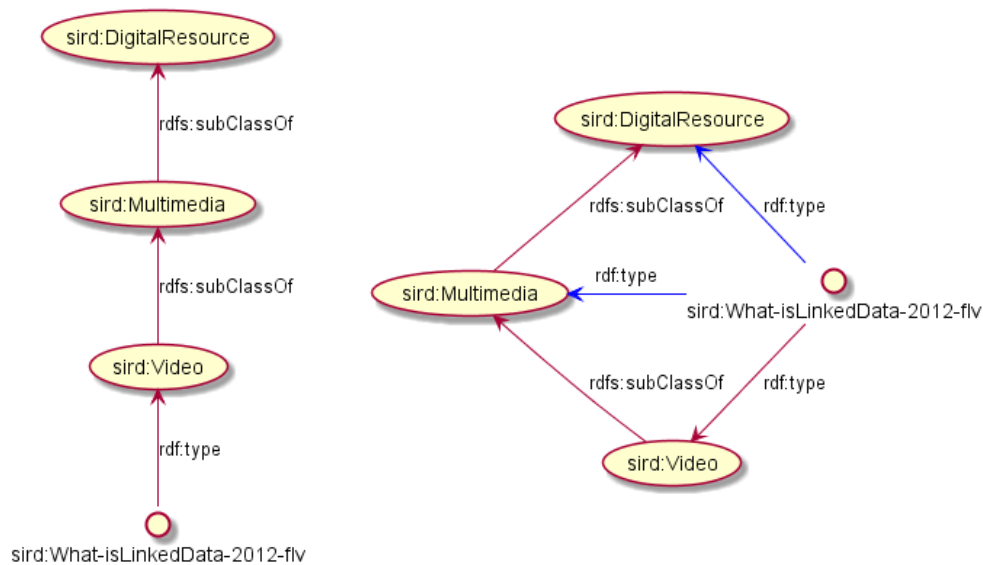 sird:DigitalResource
rdfs:subClassOf
sird:Multimedia
rdfs:subClassOf
sird:Video
rdf:type
sird:What-isLinkedData-2012-flv
sird:DigitalResource
rdfs:subClassOf
rdf:type
rdf:type
sird:Multimedia
sird:What-isLinkedData-2012-flv
rdfs:subClassOf
rdf:type
sird:Video